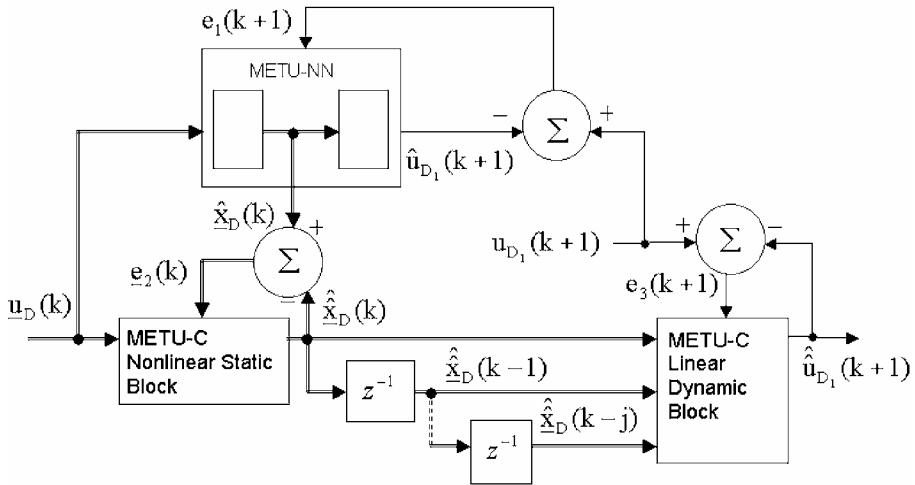 e₁(k+1)
METU-NN
− Σ +
û_D₁(k+1)
x̂_D(k)
+
Σ
−
u_D₁(k+1)
+ Σ −
e₂(k)
e₃(k+1)
u_D(k)
x̂̂_D(k)
METU-C
Nonlinear Static
Block
METU-C
Linear
Dynamic
Block
z⁻¹
x̂̂_D(k−1)
û̂_D₁(k+1)
z⁻¹
x̂̂_D(k−j)